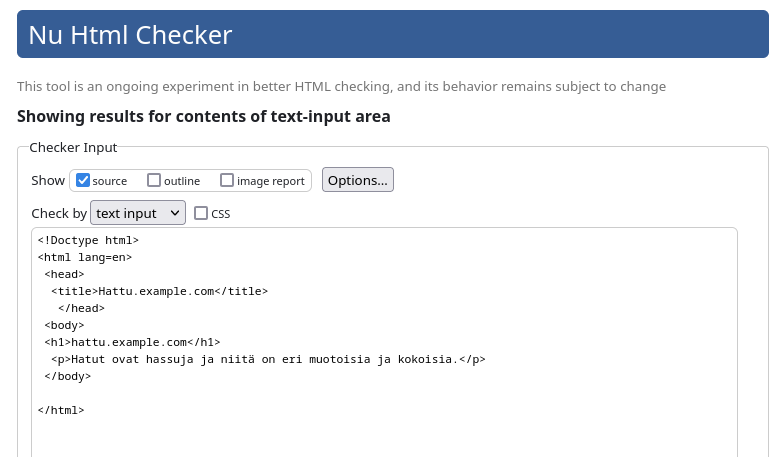 Nu Html Checker
This tool is an ongoing experiment in better HTML checking, and its behavior remains subject to change
Showing results for contents of text-input area
Checker Input
Show source outline image report Options...
Check by text input CSS
<!Doctype html>
<html lang=en>
<head>
<title>Hattu.example.com</title>
</head>
<body>
<h1>hattu.example.com</h1>
<p>Hatut ovat hassuja ja niitä on eri muotoisia ja kokoisia.</p>
</body>
</html>